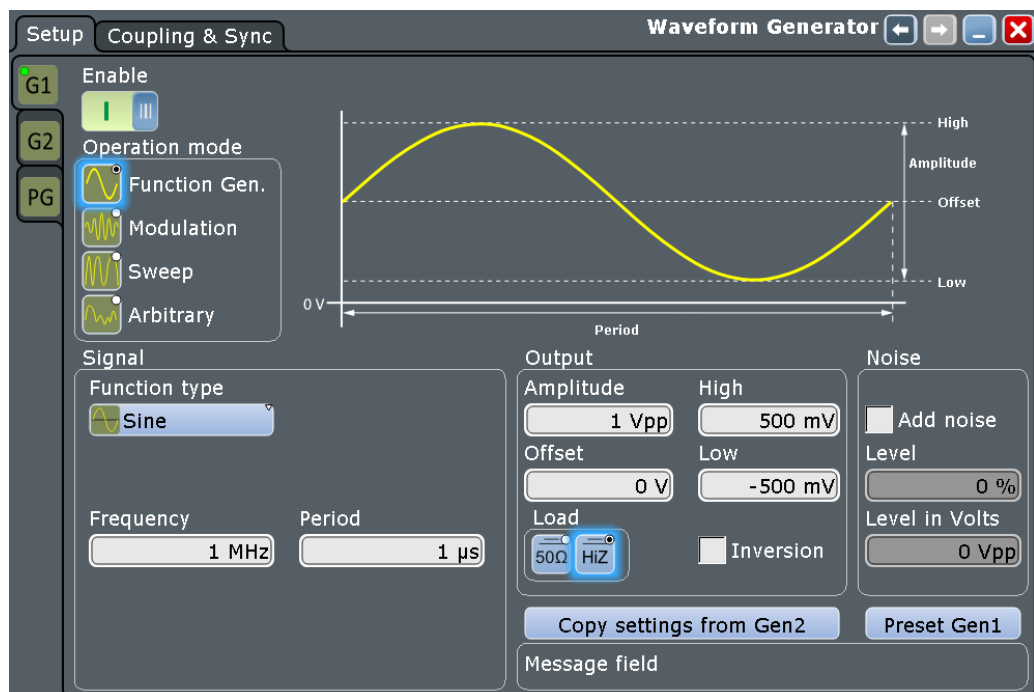 Setup
Coupling & Sync
Waveform Generator
G1
G2
PG
Enable
Operation mode
Function Gen.
Modulation
Sweep
Arbitrary
High
Amplitude
Offset
Low
0 V
Period
Signal
Function type
Sine
Frequency
Period
1 MHz
1 µs
Output
Amplitude
High
1 Vpp
500 mV
Offset
Low
0 V
-500 mV
Load
50Ω
HiZ
Inversion
Noise
Add noise
Level
0 %
Level in Volts
0 Vpp
Copy settings from Gen2
Preset Gen1
Message field